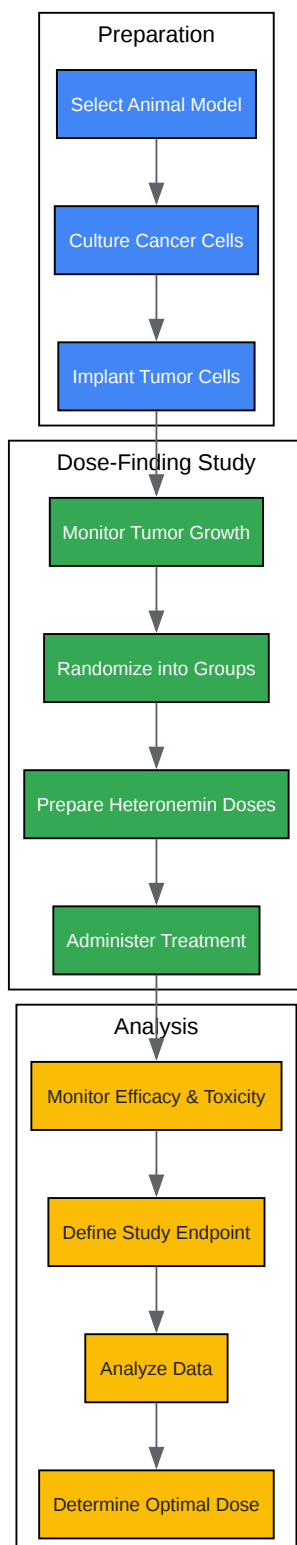 Preparation
Select Animal Model
Culture Cancer Cells
Implant Tumor Cells
Dose-Finding Study
Monitor Tumor Growth
Randomize into Groups
Prepare Heteronemin Doses
Administer Treatment
Analysis
Monitor Efficacy & Toxicity
Define Study Endpoint
Analyze Data
Determine Optimal Dose